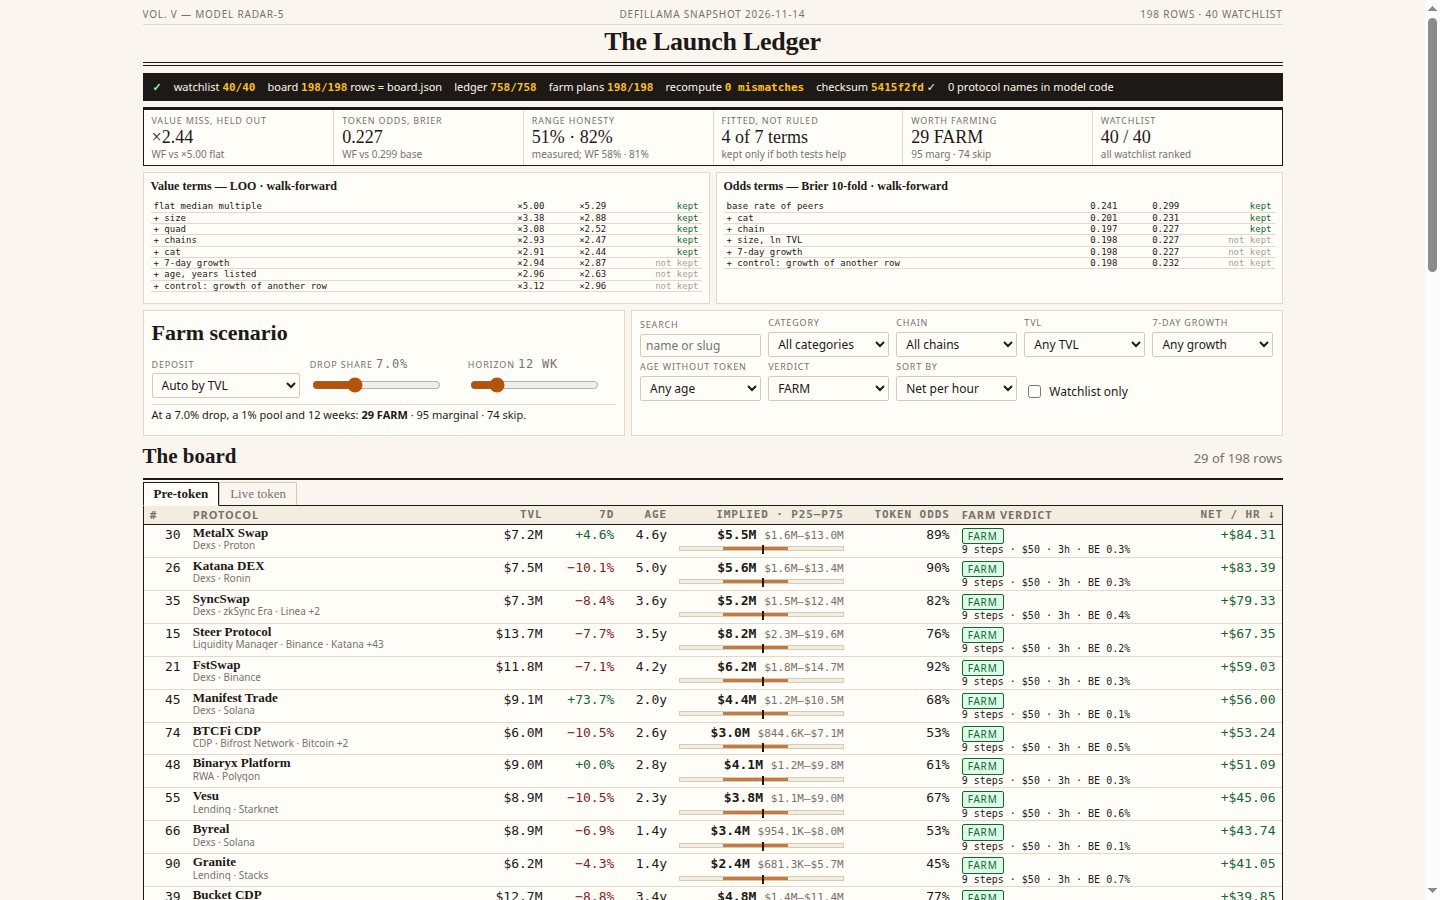 VOL. V — MODEL RADAR-5 DEFILLAMA SNAPSHOT 2026-11-14 198 ROWS · 40 WATCHLIST
The Launch Ledger
✓ watchlist 40/40 board 198/198 rows = board.json ledger 758/758 farm plans 198/198 recompute 0 mismatches checksum 5415f2fd ✓ 0 protocol names in model code
VALUE MISS, HELD OUT
×2.44
WF vs ×5.00 flat
TOKEN ODDS, BRIER
0.227
WF vs 0.299 base
RANGE HONESTY
51% · 82%
measured; WF 58% · 81%
FITTED, NOT RULED
4 of 7 terms
kept only if both tests help
WORTH FARMING
29 FARM
95 marg · 74 skip
WATCHLIST
40 / 40
all watchlist ranked
Value terms — LOO · walk-forward
flat median multiple ×5.00 ×5.29 kept
+ size ×3.38 ×2.88 kept
+ quad ×3.08 ×2.52 kept
+ chains ×2.93 ×2.47 kept
+ cat ×2.91 ×2.44 kept
+ 7-day growth ×2.94 ×2.87 not kept
+ age, years listed ×2.96 ×2.63 not kept
+ control: growth of another row ×3.12 ×2.96 not kept
Odds terms — Brier 10-fold · walk-forward
base rate of peers 0.241 0.299 kept
+ cat 0.201 0.231 kept
+ chain 0.197 0.227 kept
+ size, ln TVL 0.198 0.227 not kept
+ 7-day growth 0.198 0.227 not kept
+ control: growth of another row 0.198 0.232 not kept
Farm scenario
DEPOSIT DROP SHARE 7.0% HORIZON 12 WK
Auto by TVL
At a 7.0% drop, a 1% pool and 12 weeks: 29 FARM · 95 marginal · 74 skip.
SEARCH CATEGORY CHAIN TVL 7-DAY GROWTH
name or slug All categories All chains Any TVL Any growth
AGE WITHOUT TOKEN VERDICT SORT BY
Any age FARM Net per hour Watchlist only
The board 29 of 198 rows
Pre-token Live token
# PROTOCOL TVL 7D AGE IMPLIED · P25–P75 TOKEN ODDS FARM VERDICT NET / HR ↓
30 MetalX Swap $7.2M +4.6% 4.6y $5.5M $1.6M–$13.0M 89% FARM +$84.31
Dexs · Proton 9 steps · $50 · 3h · BE 0.3%
26 Katana DEX $7.5M −10.1% 5.0y $5.6M $1.6M–$13.4M 90% FARM +$83.39
Dexs · Ronin 9 steps · $50 · 3h · BE 0.3%
35 SyncSwap $7.3M −8.4% 3.6y $5.2M $1.5M–$12.4M 82% FARM +$79.33
Dexs · zkSync Era · Linea +2 9 steps · $50 · 3h · BE 0.4%
15 Steer Protocol $13.7M −7.7% 3.5y $8.2M $2.3M–$19.6M 76% FARM +$67.35
Liquidity Manager · Binance · Katana +43 9 steps · $50 · 3h · BE 0.2%
21 FstSwap $11.8M −7.1% 4.2y $6.2M $1.8M–$14.7M 92% FARM +$59.03
Dexs · Binance 9 steps · $50 · 3h · BE 0.3%
45 Manifest Trade $9.1M +73.7% 2.0y $4.4M $1.2M–$10.5M 68% FARM +$56.00
Dexs · Solana 9 steps · $50 · 3h · BE 0.1%
74 BTCFi CDP $6.0M −10.5% 2.6y $3.0M $844.6K–$7.1M 53% FARM +$53.24
CDP · Bifrost Network · Bitcoin +2 9 steps · $50 · 3h · BE 0.5%
48 Binaryx Platform $9.0M +0.0% 2.8y $4.1M $1.2M–$9.8M 61% FARM +$51.09
RWA · Polygon 9 steps · $50 · 3h · BE 0.3%
55 Vesu $8.9M −10.5% 2.3y $3.8M $1.1M–$9.0M 67% FARM +$45.06
Lending · Starknet 9 steps · $50 · 3h · BE 0.6%
66 Byreal $8.9M −6.9% 1.4y $3.4M $954.1K–$8.0M 53% FARM +$43.74
Dexs · Solana 9 steps · $50 · 3h · BE 0.1%
90 Granite $6.2M −4.3% 1.4y $2.4M $681.3K–$5.7M 45% FARM +$41.05
Lending · Stacks 9 steps · $50 · 3h · BE 0.7%
39 Bucket CDP $12.7M −8.8% 3.4y $4.8M $1.4M–$11.4M 77% FARM +$39.85